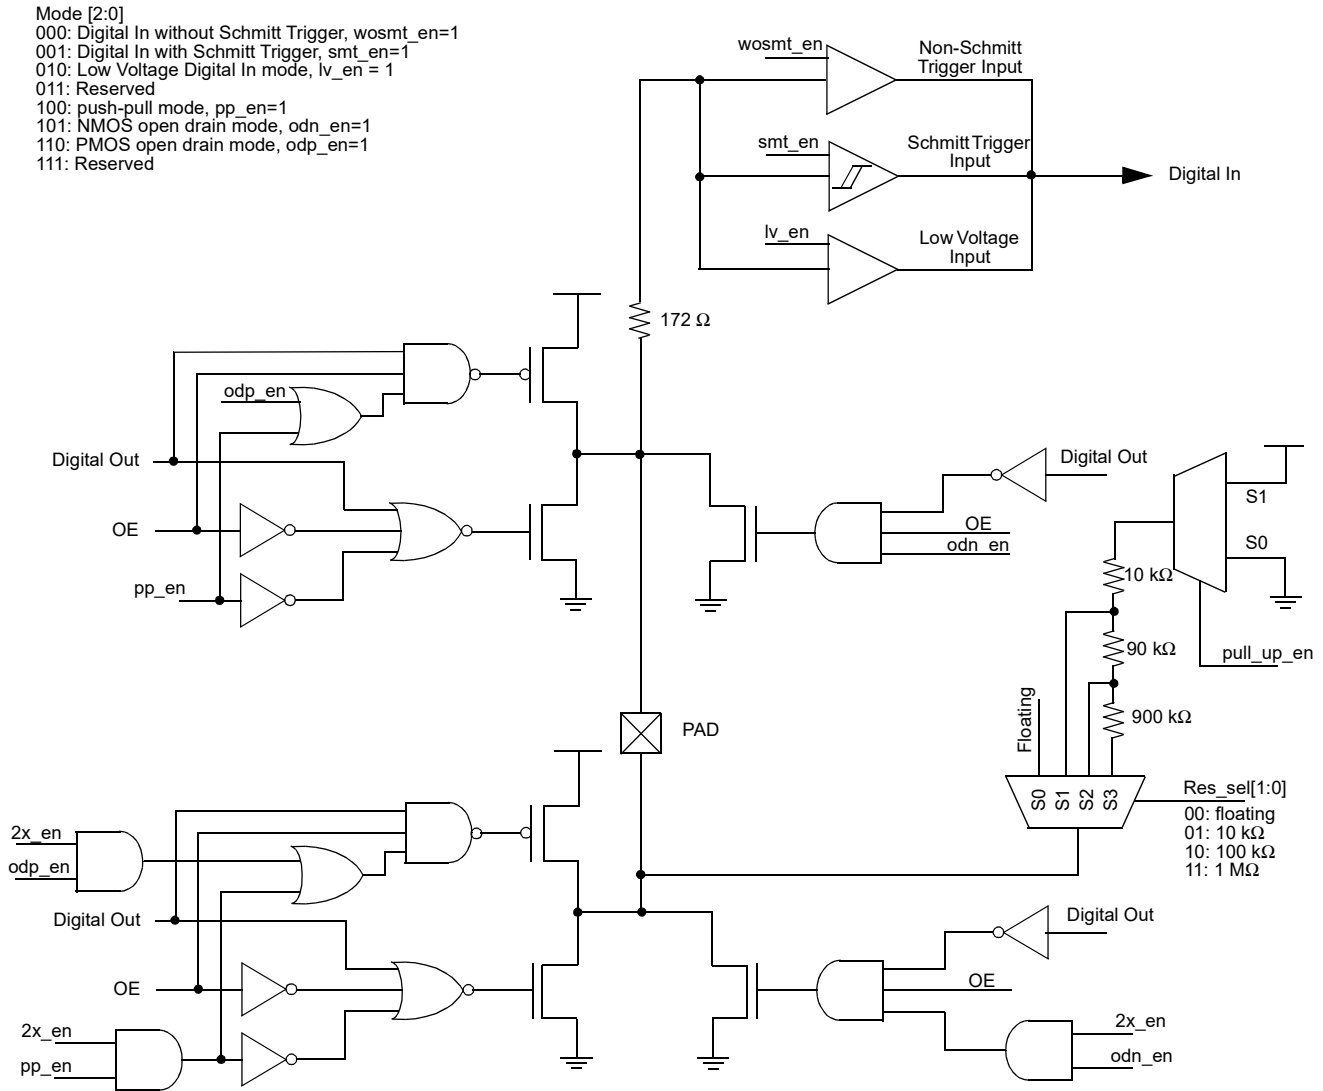 Mode [2:0]
000: Digital In without Schmitt Trigger, wosmt_en=1
001: Digital In with Schmitt Trigger, smt_en=1
010: Low Voltage Digital In mode, lv_en = 1
011: Reserved
100: push-pull mode, pp_en=1
101: NMOS open drain mode, odn_en=1
110: PMOS open drain mode, odp_en=1
111: Reserved
wosmt_en
Non-Schmitt
Trigger Input
smt_en
Schmitt Trigger
Input
Digital In
lv_en
Low Voltage
Input
172 Ω
odp_en
Digital Out
OE
pp_en
Digital Out
OE
odn_en
S1
S0
10 kΩ
90 kΩ
pull_up_en
900 kΩ
Floating
PAD
S0
S1
S2
S3
Res_sel[1:0]
00: floating
01: 10 kΩ
10: 100 kΩ
11: 1 MΩ
2x_en
odp_en
Digital Out
OE
2x_en
pp_en
Digital Out
OE
2x_en
odn_en